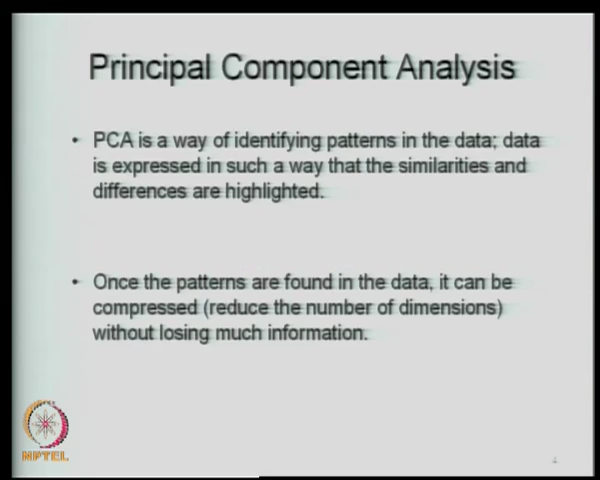 Principal Component Analysis
• PCA is a way of identifying patterns in the data; data
is expressed in such a way that the similarities and
differences are highlighted.
• Once the patterns are found in the data, it can be
compressed (reduce the number of dimensions)
without losing much information.
NPTEL
4